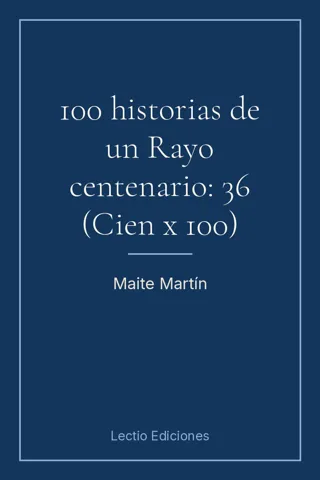 100 historias de
un Rayo
centenario: 36
(Cien x 100)
Maite Martín
Lectio Ediciones